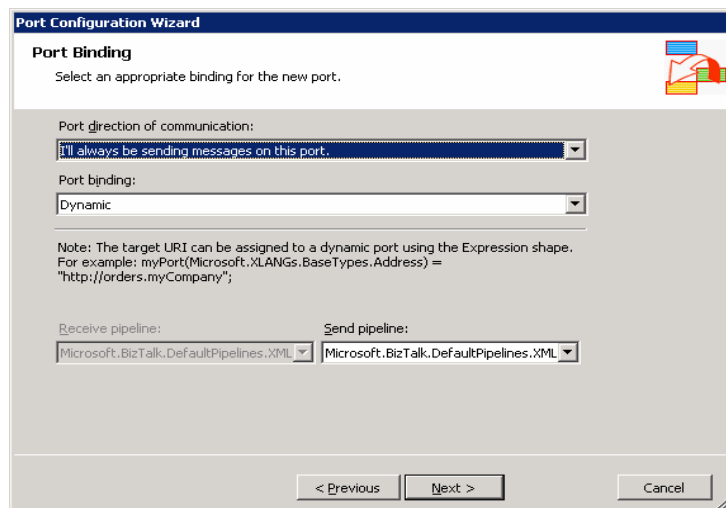 Port Configuration Wizard
Port Binding
Select an appropriate binding for the new port.
Port direction of communication:
I'll always be sending messages on this port.
Port binding:
Dynamic
Note: The target URI can be assigned to a dynamic port using the Expression shape.
For example: myPort(Microsoft.XLANGs.BaseTypes.Address) =
"http://orders.myCompany";
Receive pipeline:
Send pipeline:
Microsoft.BizTalk.DefaultPipelines.XML
Microsoft.BizTalk.DefaultPipelines.XML
< Previous
Next >
Cancel